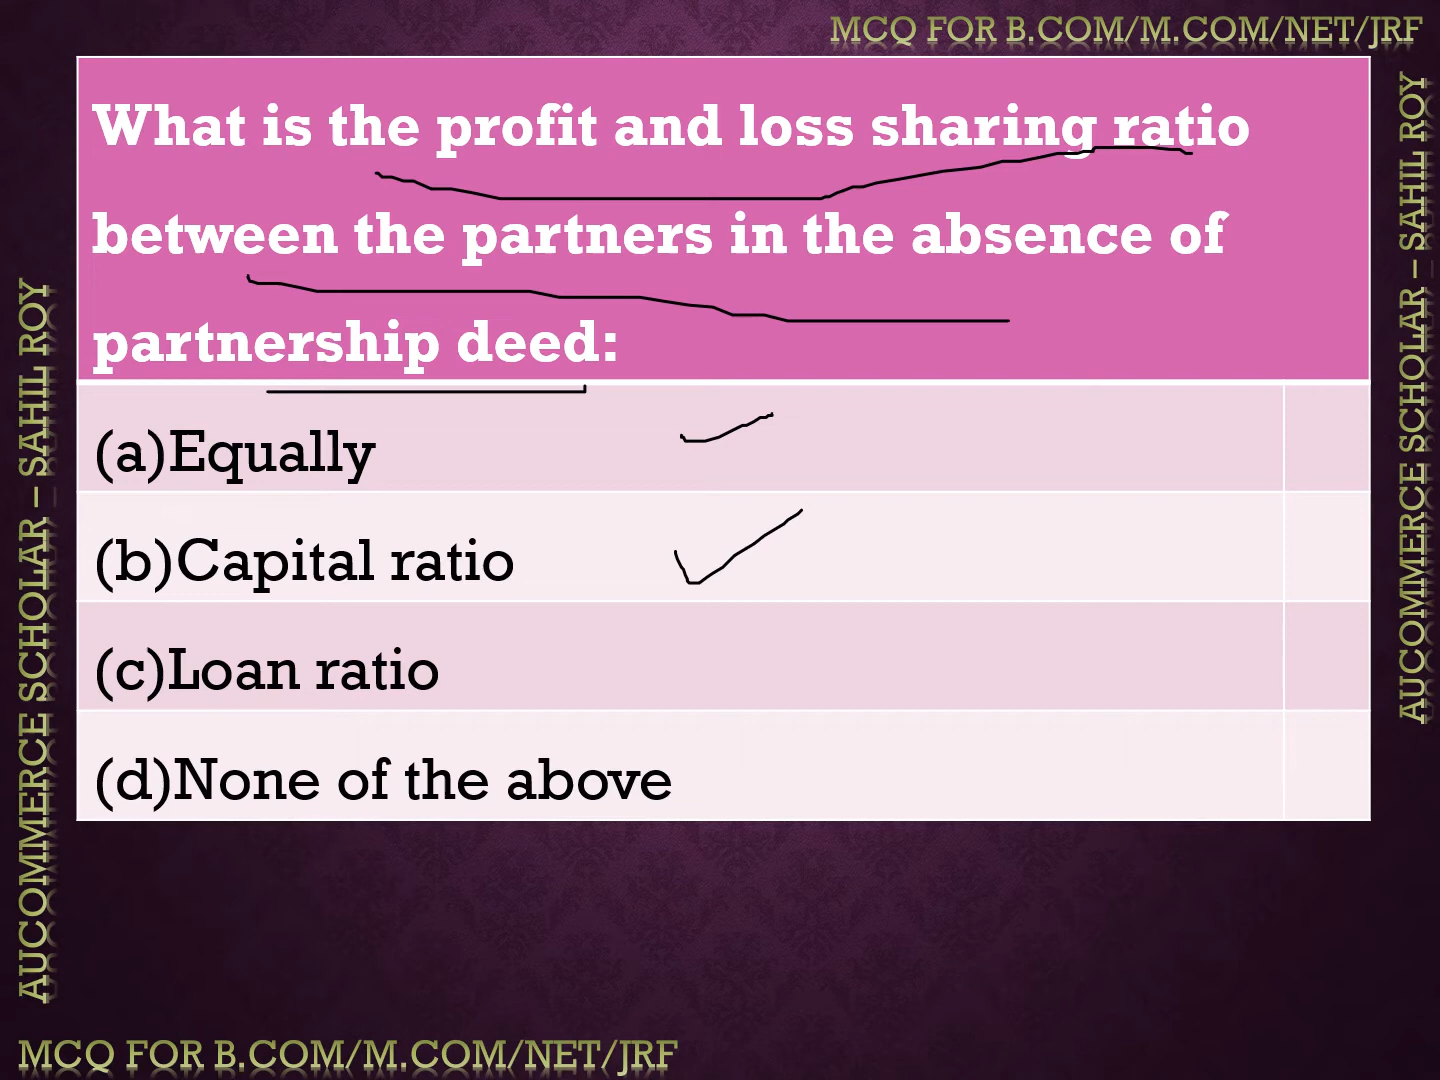 MCQ FOR B.COM/M.COM/NET/JRF
What is the profit and loss sharing ratio
between the partners in the absence of
partnership deed:
(a)Equally
(b)Capital ratio
(c)Loan ratio
(d)None of the above
AUCOMMERCE SCHOLAR – SAHIL ROY
AUCOMMERCE SCHOLAR – SAHIL ROY
MCQ FOR B.COM/M.COM/NET/JRF